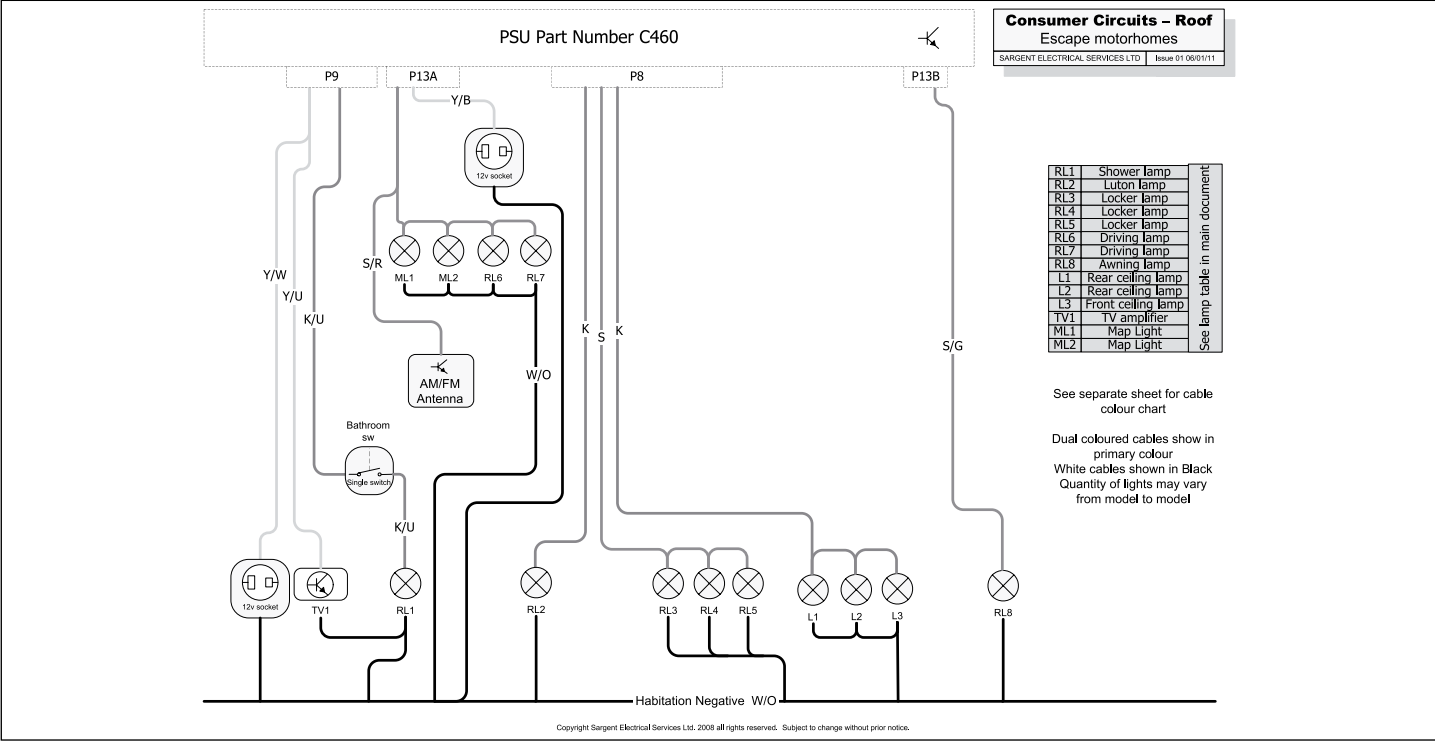 PSU Part Number C460
Consumer Circuits – Roof
Escape motorhomes
SARGENT ELECTRICAL SERVICES LTD
Issue 01 06/01/11
P9
P13A
P8
P13B
Y/B
12v socket
RL1 Shower lamp
RL2 Luton lamp
RL3 Locker lamp
RL4 Locker lamp
RL5 Locker lamp
RL6 Driving lamp
RL7 Driving lamp
RL8 Awning lamp
L1 Rear ceiling lamp
L2 Rear ceiling lamp
L3 Front ceiling lamp
TV1 TV amplifier
ML1 Map Light
ML2 Map Light
See lamp table in main document
Y/W
Y/U
K/U
S/R
ML1
ML2
RL6
RL7
K
S
K
S/G
W/O
AM/FM
Antenna
See separate sheet for cable
colour chart
Dual coloured cables show in
primary colour
White cables shown in Black
Quantity of lights may vary
from model to model
Bathroom
sw
Single switch
K/U
12v socket
TV1
RL1
RL2
RL3
RL4
RL5
L1
L2
L3
RL8
Habitation Negative W/O
Copyright Sargent Electrical Services Ltd. 2008 all rights reserved. Subject to change without prior notice.